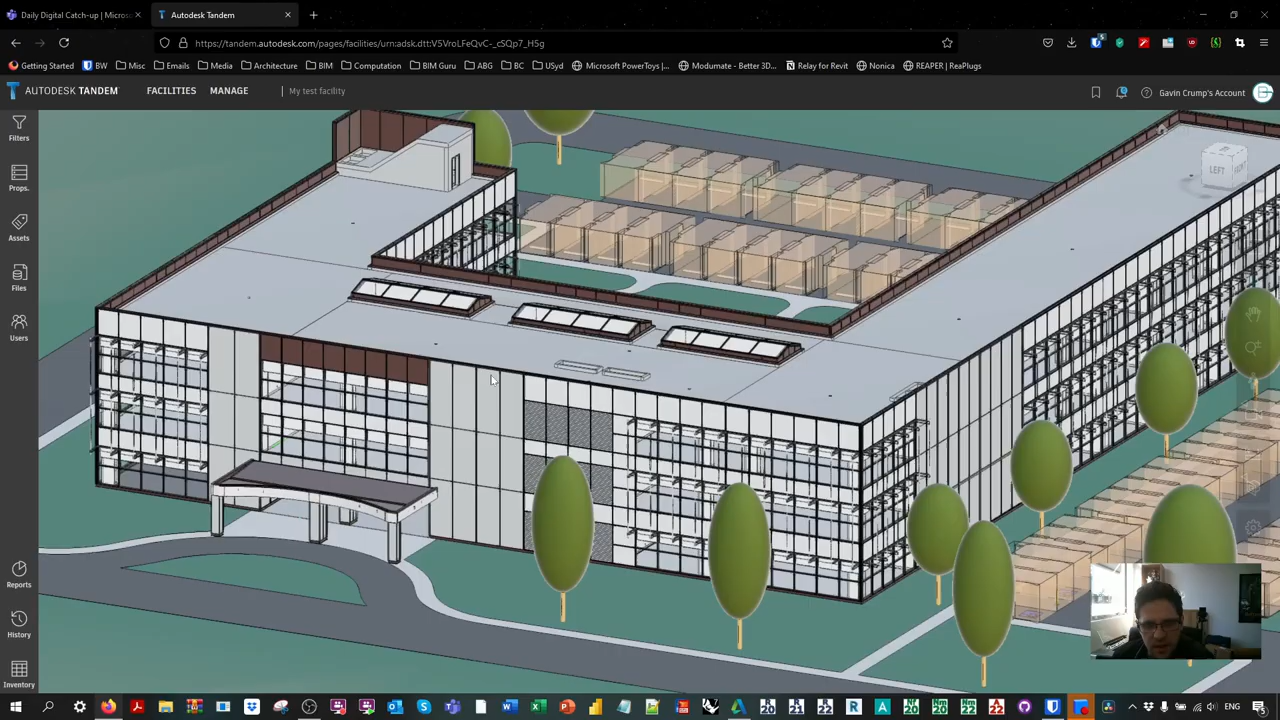 Daily Digital Catch-up | Micros
Autodesk Tandem
https://tandem.autodesk.com/pages/facilities/urn:adsk.dtt:V5VroLFeQvC-_cSQp7_H5g
Getting Started
BW
Misc
Emails
Media
Architecture
BIM
Computation
BIM Guru
ABG
BC
USyd
Microsoft PowerToys |...
Modumate - Better 3D...
Relay for Revit
Nonica
REAPER | ReaPlugs
AUTODESK TANDEM
FACILITIES
MANAGE
My test facility
Gavin Crump's Account
Filters
Props.
Assets
Files
Users
Reports
History
Inventory
LEFT
ENG